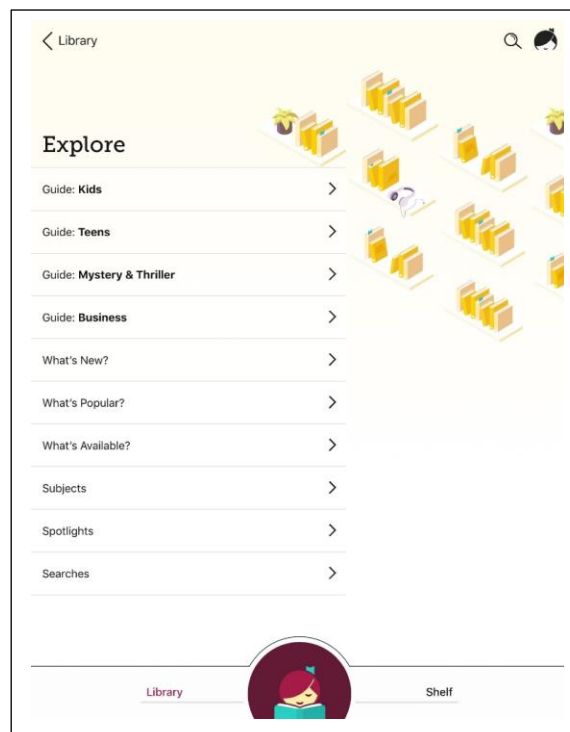 Library
Explore
Guide: Kids
Guide: Teens
Guide: Mystery & Thriller
Guide: Business
What's New?
What's Popular?
What's Available?
Subjects
Spotlights
Searches
Library
Shelf